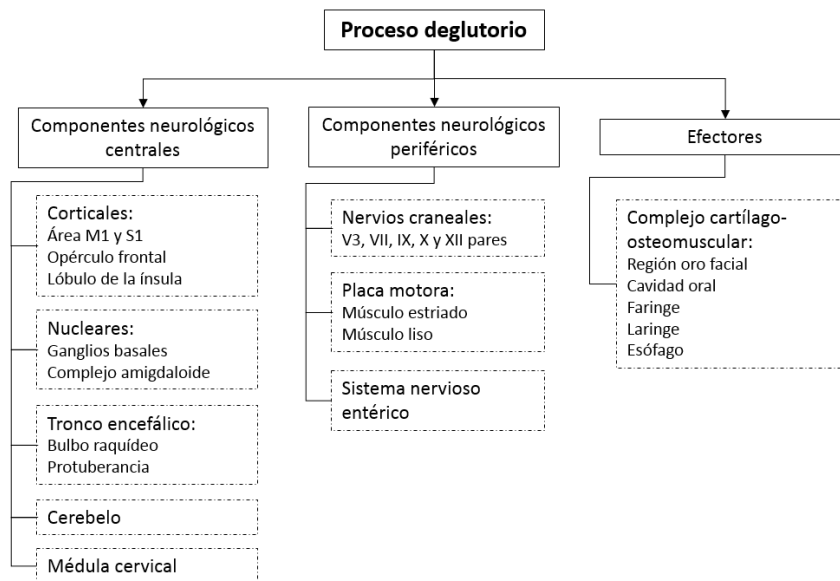 Proceso deglutorio
Componentes neurológicos
centrales
Corticales:
Área M1 y S1
Opérculo frontal
Lóbulo de la ínsula
Nucleares:
Ganglios basales
Complejo amigdaloide
Tronco encefálico:
Bulbo raquídeo
Protuberancia
Cerebelo
Médula cervical
Componentes neurológicos
periféricos
Nervios craneales:
V3, VII, IX, X y XII pares
Placa motora:
Músculo estriado
Músculo liso
Sistema nervioso
entérico
Efectores
Complejo cartílago-
osteomuscular:
Región oro facial
Cavidad oral
Faringe
Laringe
Esófago